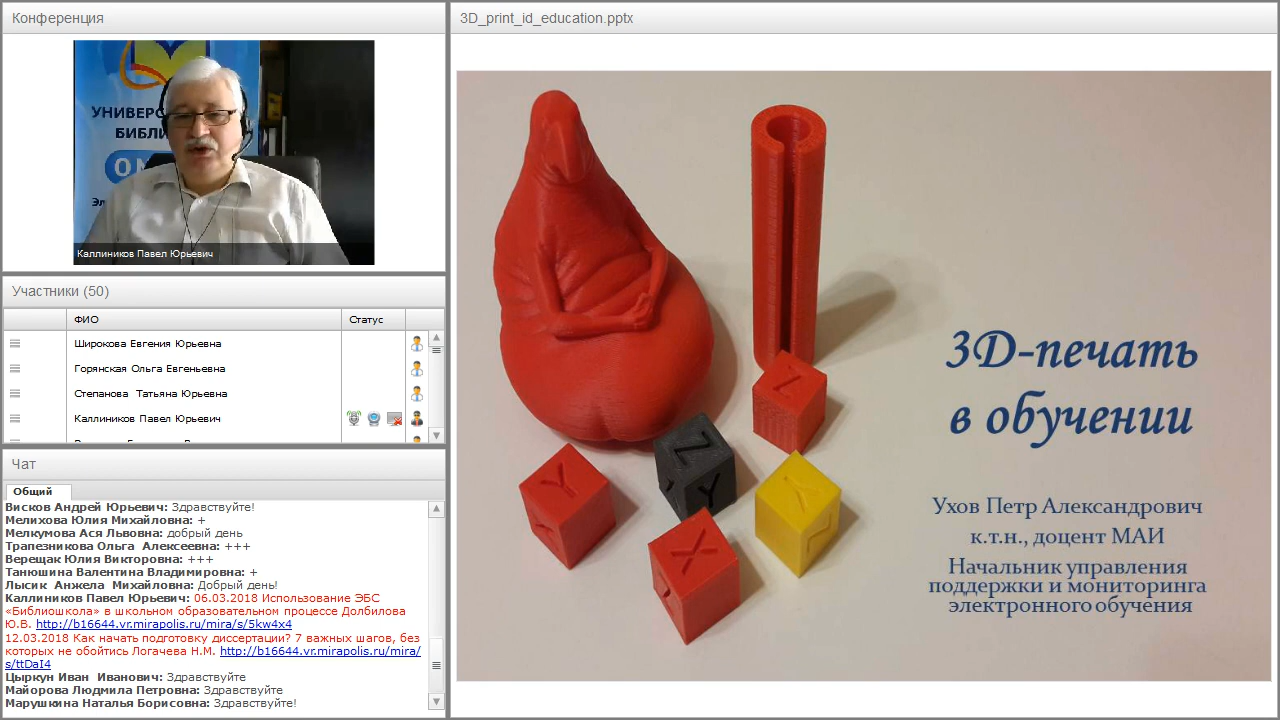 Конференция
УНИВЕРС
БИБЛИ
Каллиников Павел Юрьевич
Участники (50)
ФИО
Статус
Широкова Евгения Юрьевна
Горянская Ольга Евгеньевна
Степанова Татьяна Юрьевна
Каллиников Павел Юрьевич
Чат
Общий
Висков Андрей Юрьевич: Здравствуйте!
Мелихова Юлия Михайловна: +
Мелкумова Ася Львовна: добрый день
Трапезникова Ольга Алексеевна: +++
Верещак Юлия Викторовна: +++
Танюшина Валентина Владимировна: +
Лысик Анжела Михайловна: Добрый день!
Каллиников Павел Юрьевич: 06.03.2018 Использование ЭБС
«Библиошкола» в школьном образовательном процессе Долбилова
Ю.В. http://b16644.vr.mirapolis.ru/mira/s/5kw4x4
12.03.2018 Как начать подготовку диссертации? 7 важных шагов, без
которых не обойтись Логачева Н.М. http://b16644.vr.mirapolis.ru/mira/
s/ttDaI4
Цыркун Иван Иванович: Здравствуйте
Майорова Людмила Петровна: Здравствуйте
Марушкина Наталья Борисовна: Здравствуйте!
3D_print_id_education.pptx
Z
Z
Y
Y
Y
X
3D-печать
в обучении
Ухов Петр Александрович
к.т.н., доцент МАИ
Начальник управления
поддержки и мониторинга
электронного обучения